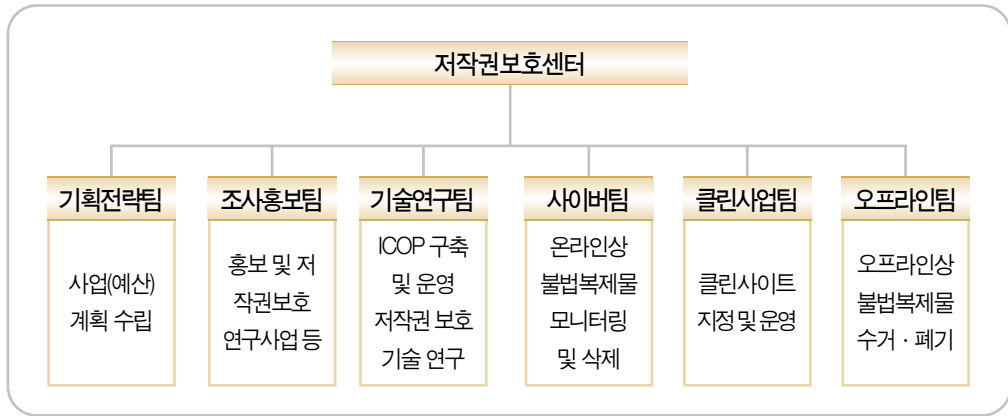 저작권보호센터
기획전략팀
사업(예산)
계획 수립
조사홍보팀
홍보 및 저
작권보호
연구사업 등
기술연구팀
ICOP 구축
및 운영
저작권 보호
기술 연구
사이버팀
온라인상
불법복제물
모니터링
및 삭제
클린사업팀
클린사이트
지정 및 운영
오프라인팀
오프라인상
불법복제물
수거 · 폐기